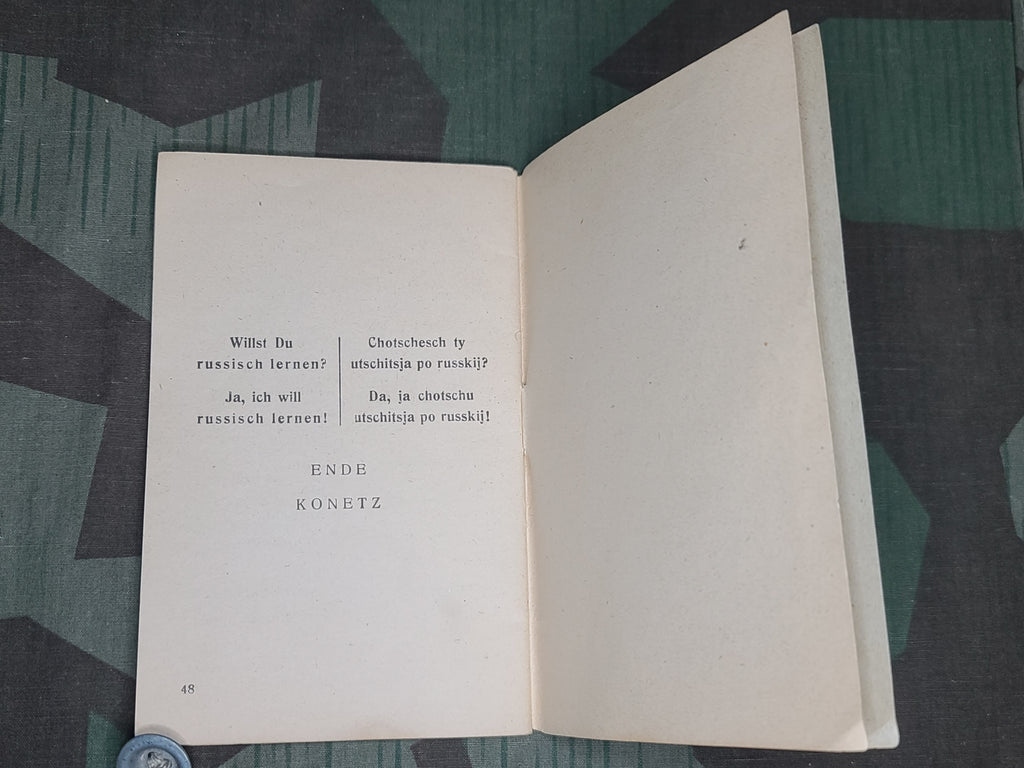 Willst Du
russisch lernen?
Ja, ich will
russisch lernen!
Chotschesch ty
utschitsja po russkij?
Da, ja chotschu
utschitsja po russkij!
ENDE
KONETZ
48